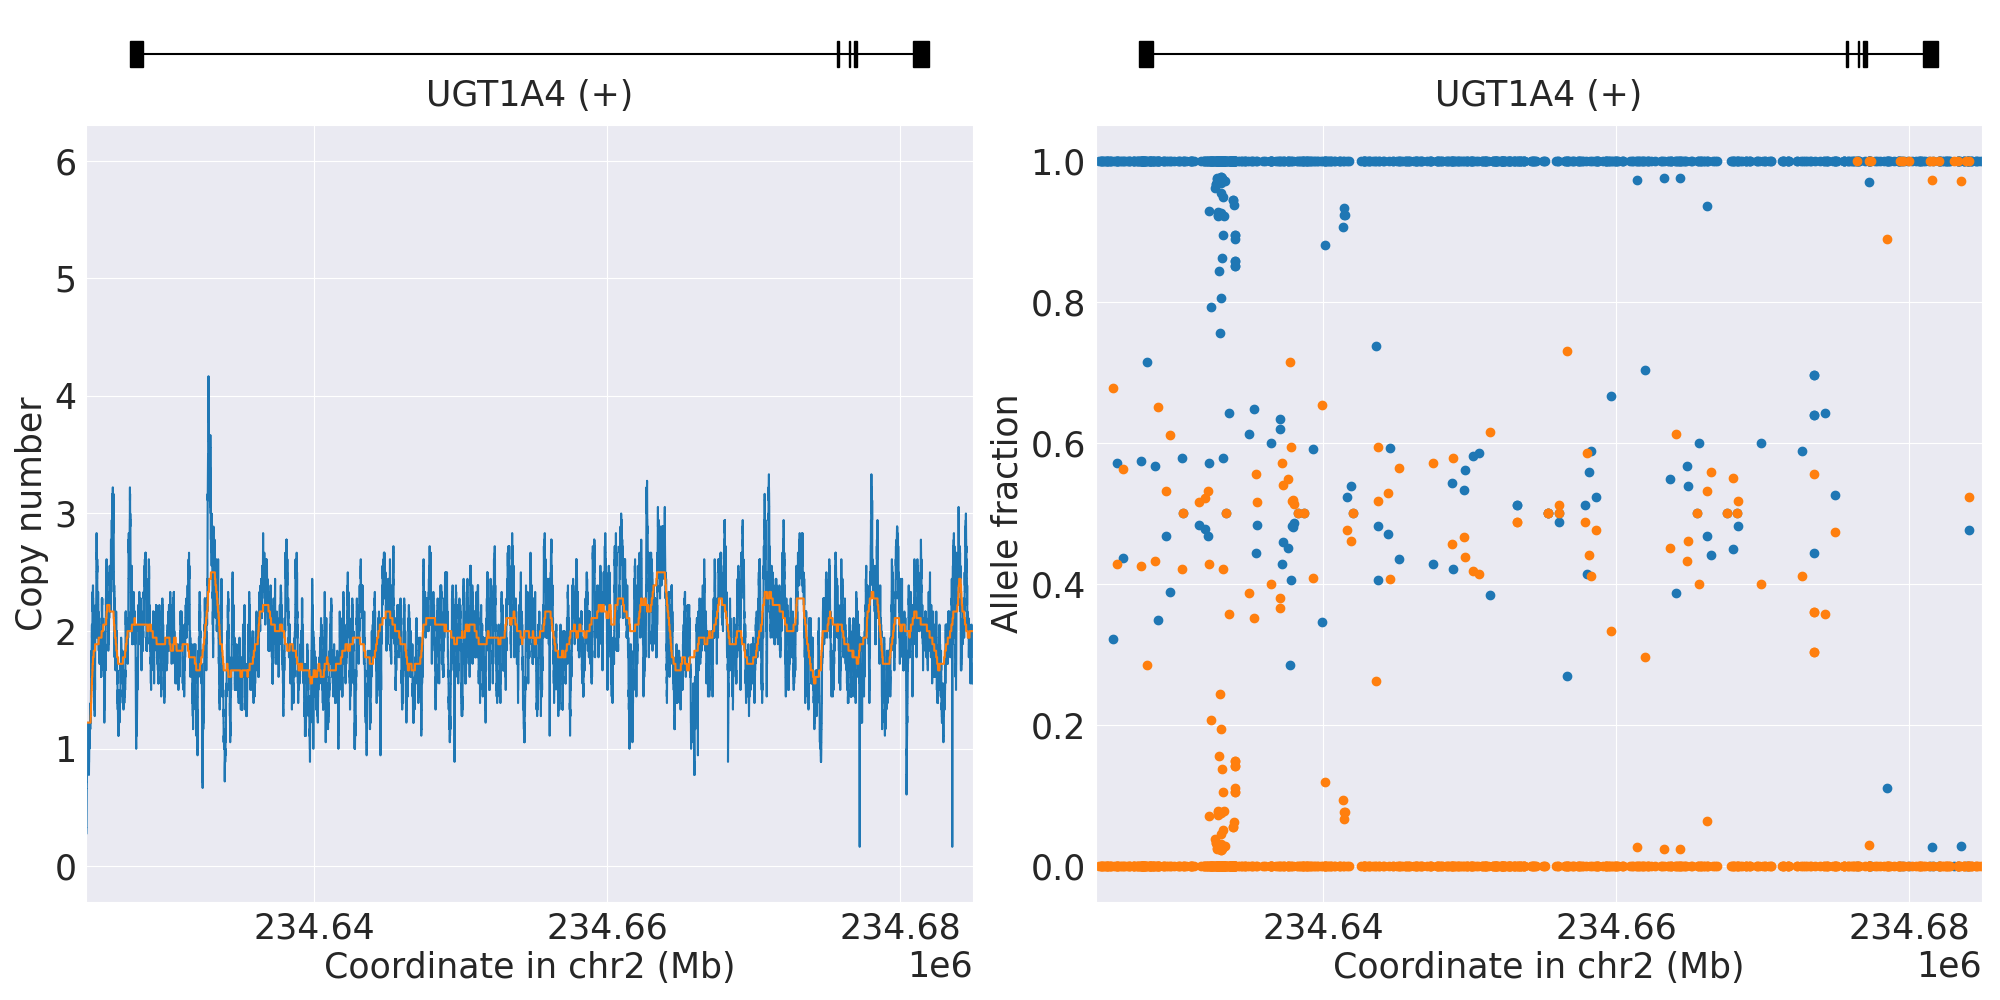 UGT1A4 (+)
6
5
4
3
2
1
0
Copy number
234.64
234.66
234.68
Coordinate in chr2 (Mb)
1e6
UGT1A4 (+)
1.0
0.8
0.6
0.4
0.2
0.0
Allele fraction
234.64
234.66
234.68
Coordinate in chr2 (Mb)
1e6